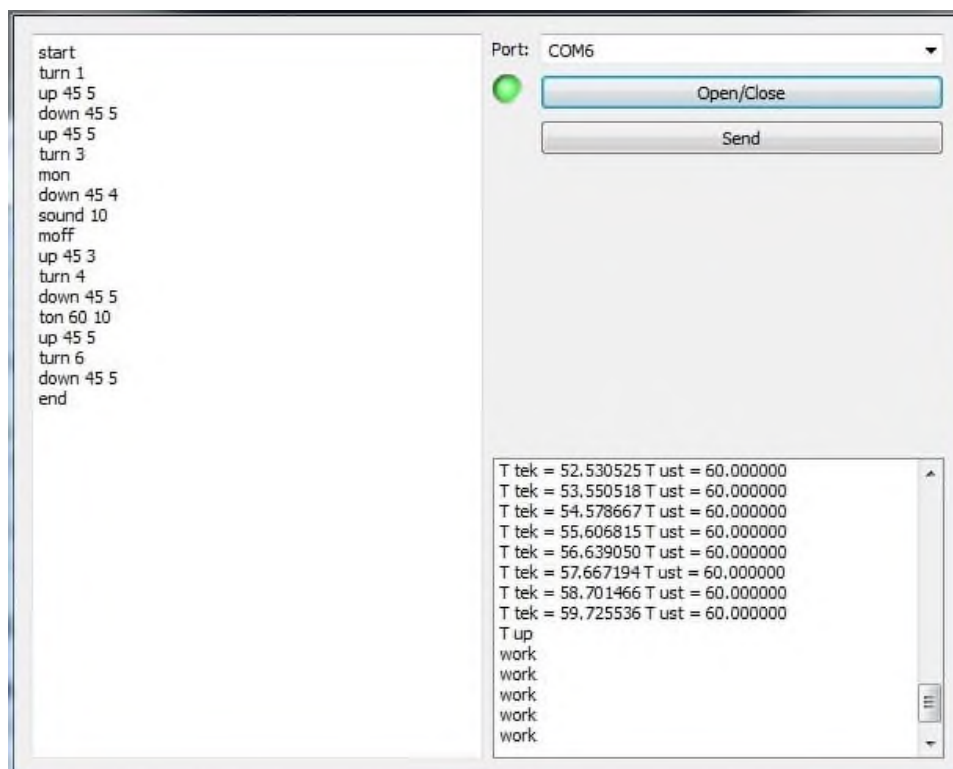 start
turn 1
up 45 5
down 45 5
up 45 5
turn 3
mon
down 45 4
sound 10
moff
up 45 3
turn 4
down 45 5
ton 60 10
up 45 5
turn 6
down 45 5
end
Port: COM6
Open/Close
Send
T tek = 52.530525 T ust = 60.000000
T tek = 53.550518 T ust = 60.000000
T tek = 54.578667 T ust = 60.000000
T tek = 55.606815 T ust = 60.000000
T tek = 56.639050 T ust = 60.000000
T tek = 57.667194 T ust = 60.000000
T tek = 58.701466 T ust = 60.000000
T tek = 59.725536 T ust = 60.000000
T up
work
work
work
work
work